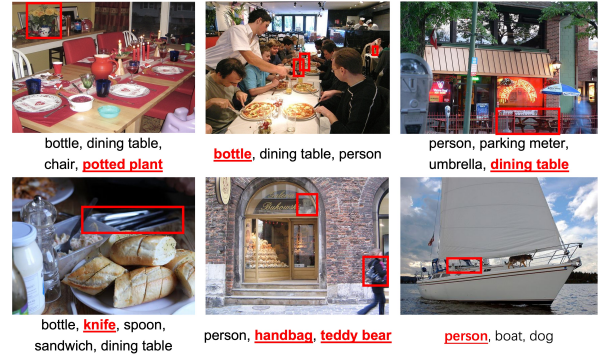 bottle, dining table,
chair, potted plant
bottle, dining table, person
person, parking meter,
umbrella, dining table
bottle, knife, spoon,
sandwich, dining table
person, handbag, teddy bear
person, boat, dog